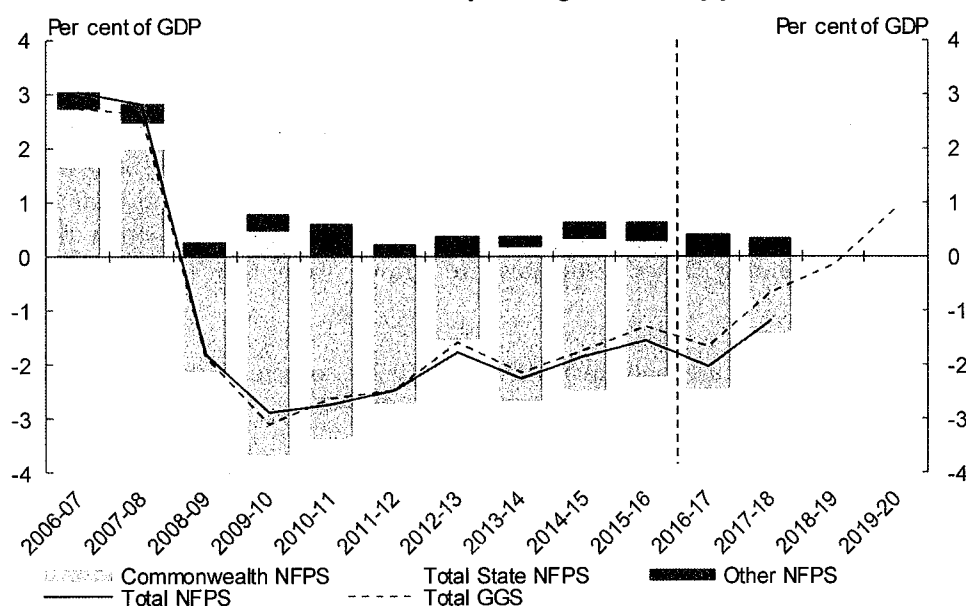 Per cent of GDP Per cent of GDP
4 4
3 3
2 2
1 1
0 0
-1 -1
-2 -2
-3 -3
-4 -4
2006-07 2007-08 2008-09 2009-10 2010-11 2011-12 2012-13 2013-14 2014-15 2015-16 2016-17 2017-18 2018-19 2019-20
Commonwealth NFPS Total State NFPS Other NFPS
Total NFPS Total GGS